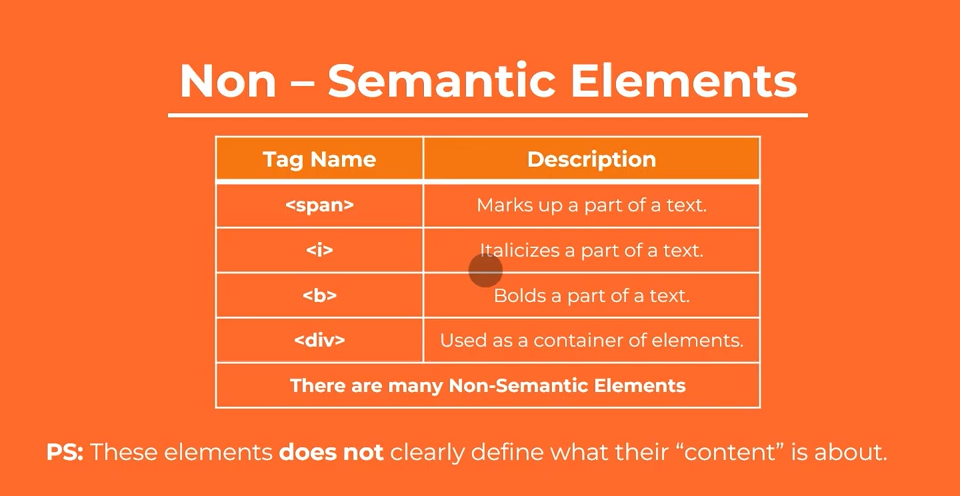 Non – Semantic Elements
Tag Name Description
<span> Marks up a part of a text.
<i> Italicizes a part of a text.
<b> Bolds a part of a text.
<div> Used as a container of elements.
There are many Non-Semantic Elements
PS: These elements does not clearly define what their “content” is about.